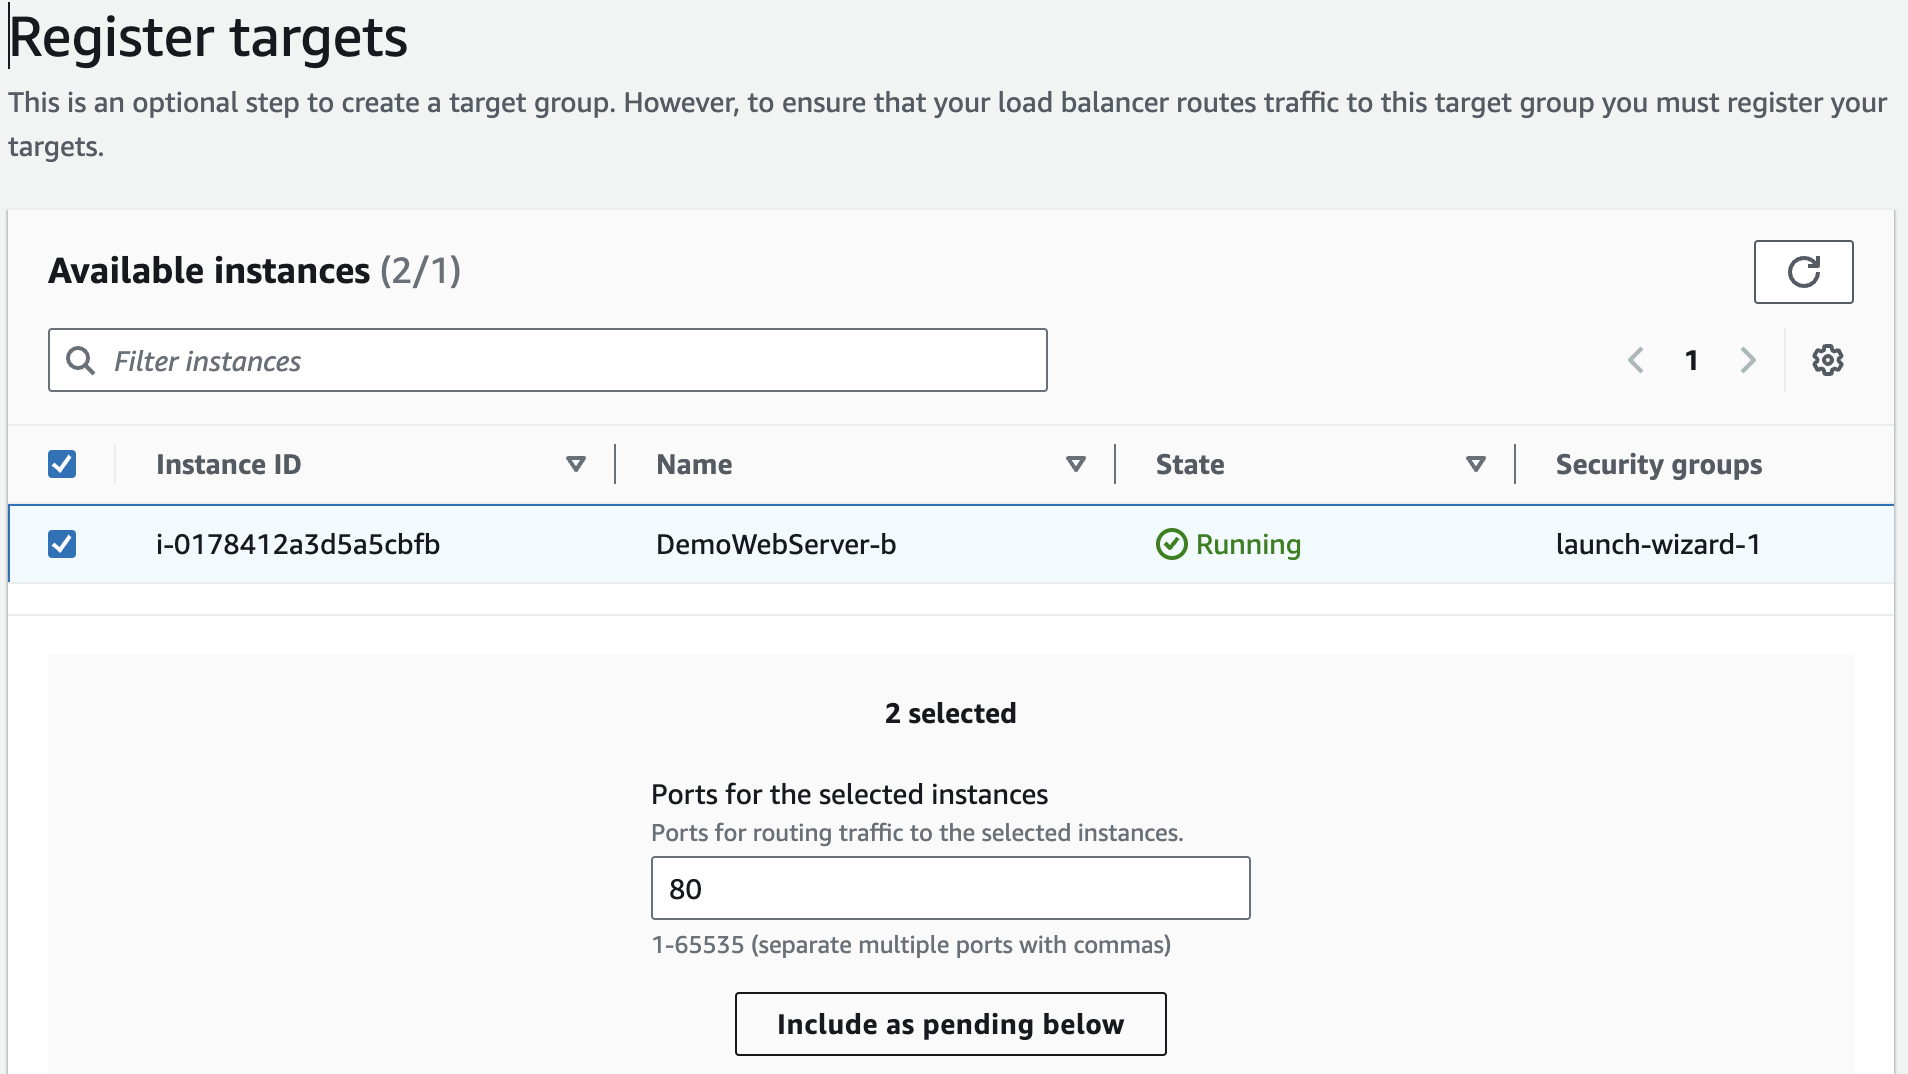 Register targets
This is an optional step to create a target group. However, to ensure that your load balancer routes traffic to this target group you must register your
targets.
Available instances (2/1)
Filter instances
1
Instance ID Name State Security groups
i-0178412a3d5a5cbfb DemoWebServer-b Running launch-wizard-1
2 selected
Ports for the selected instances
Ports for routing traffic to the selected instances.
80
1-65535 (separate multiple ports with commas)
Include as pending below